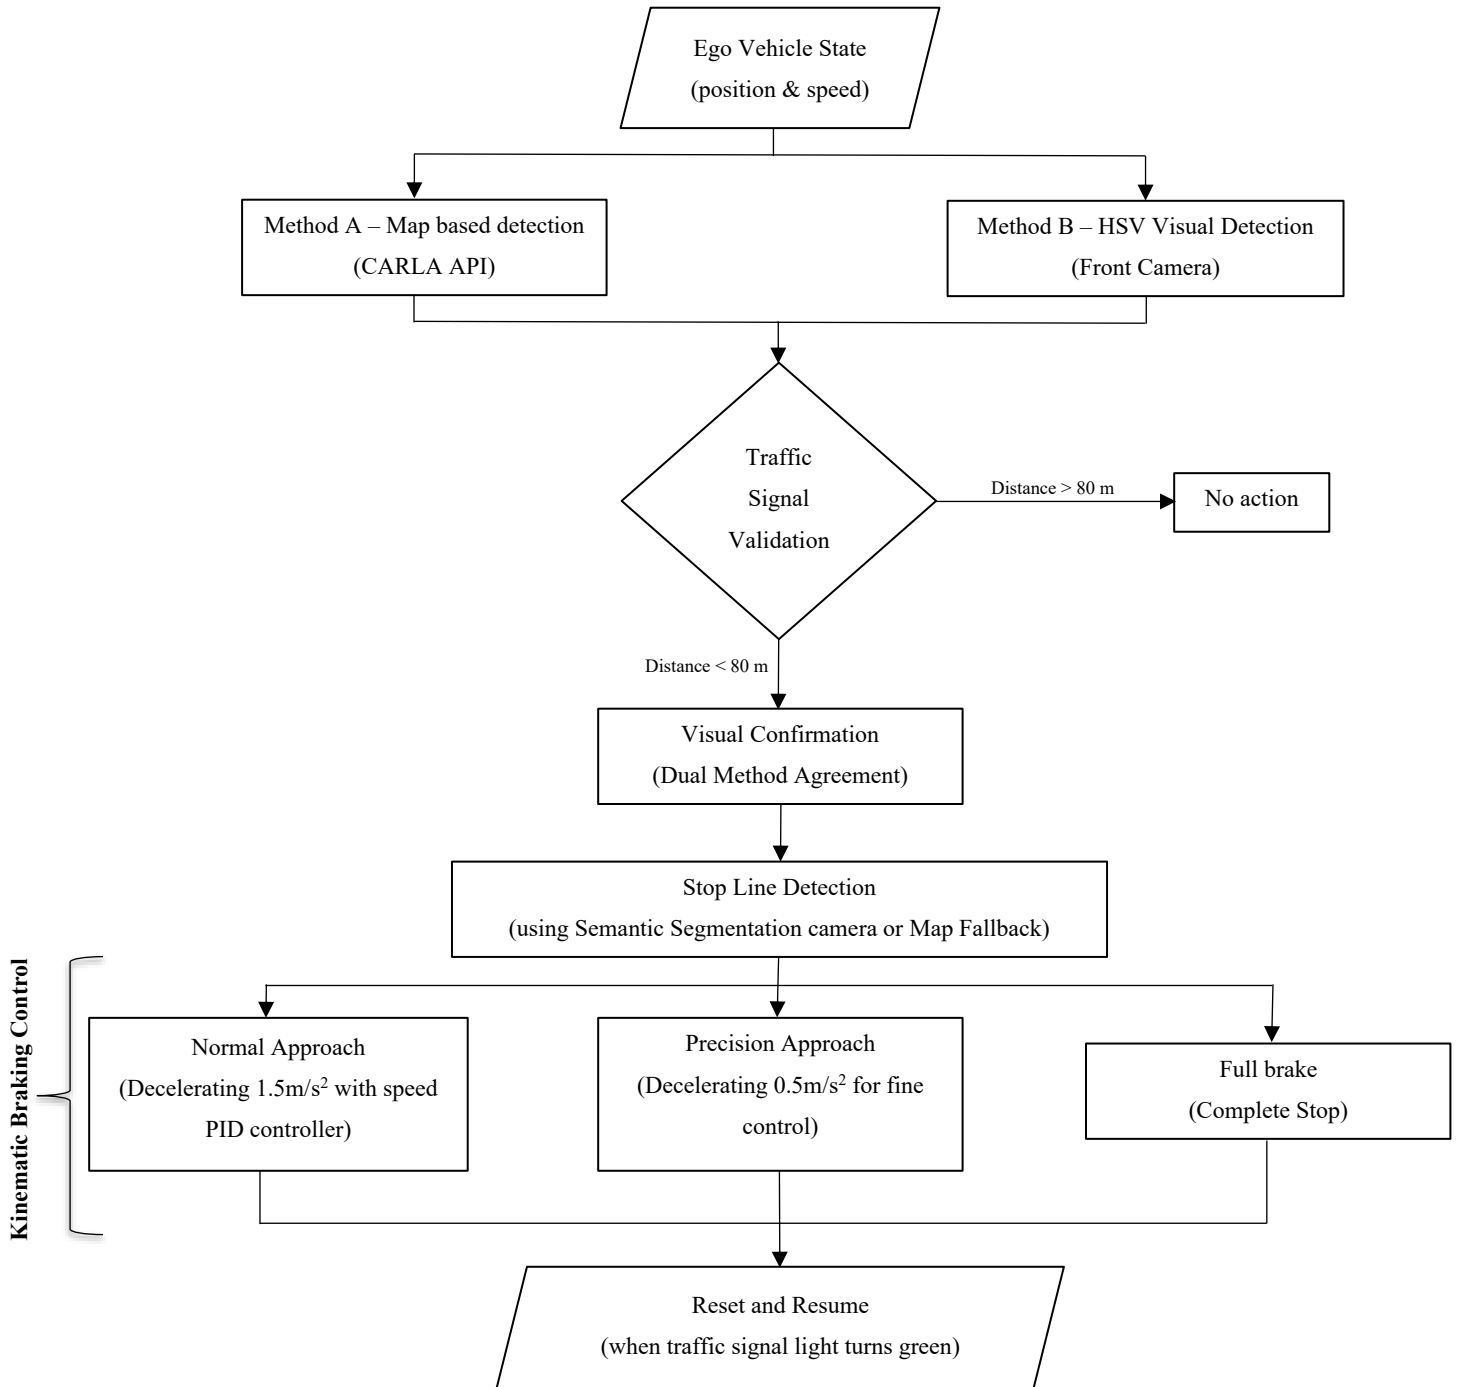 Ego Vehicle State
(position & speed)
Method A – Map based detection
(CARLA API)
Method B – HSV Visual Detection
(Front Camera)
Traffic
Signal
Validation
Distance > 80 m
No action
Distance < 80 m
Visual Confirmation
(Dual Method Agreement)
Stop Line Detection
(using Semantic Segmentation camera or Map Fallback)
Kinematic Braking Control
Normal Approach
(Decelerating 1.5m/s² with speed
PID controller)
Precision Approach
(Decelerating 0.5m/s² for fine
control)
Full brake
(Complete Stop)
Reset and Resume
(when traffic signal light turns green)